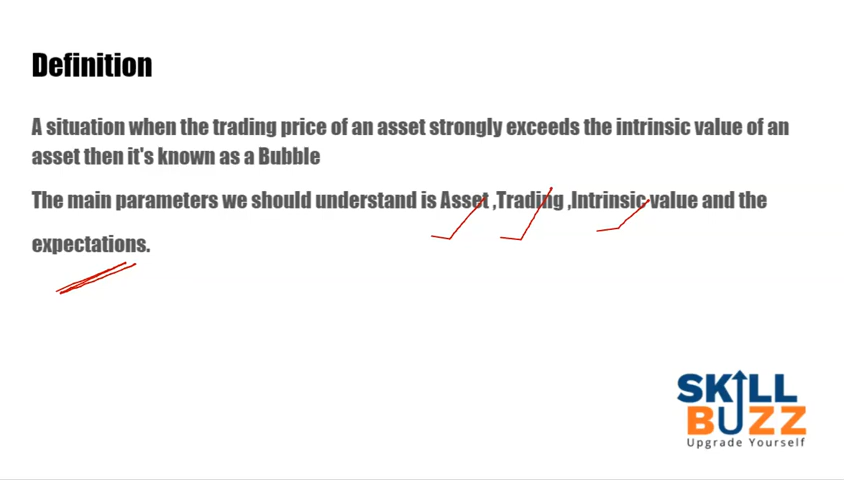 Definition
A situation when the trading price of an asset strongly exceeds the intrinsic value of an
asset then it's known as a Bubble
The main parameters we should understand is Asset ,Trading ,Intrinsic value and the
expectations.
SKILL
BUZZ
Upgrade Yourself